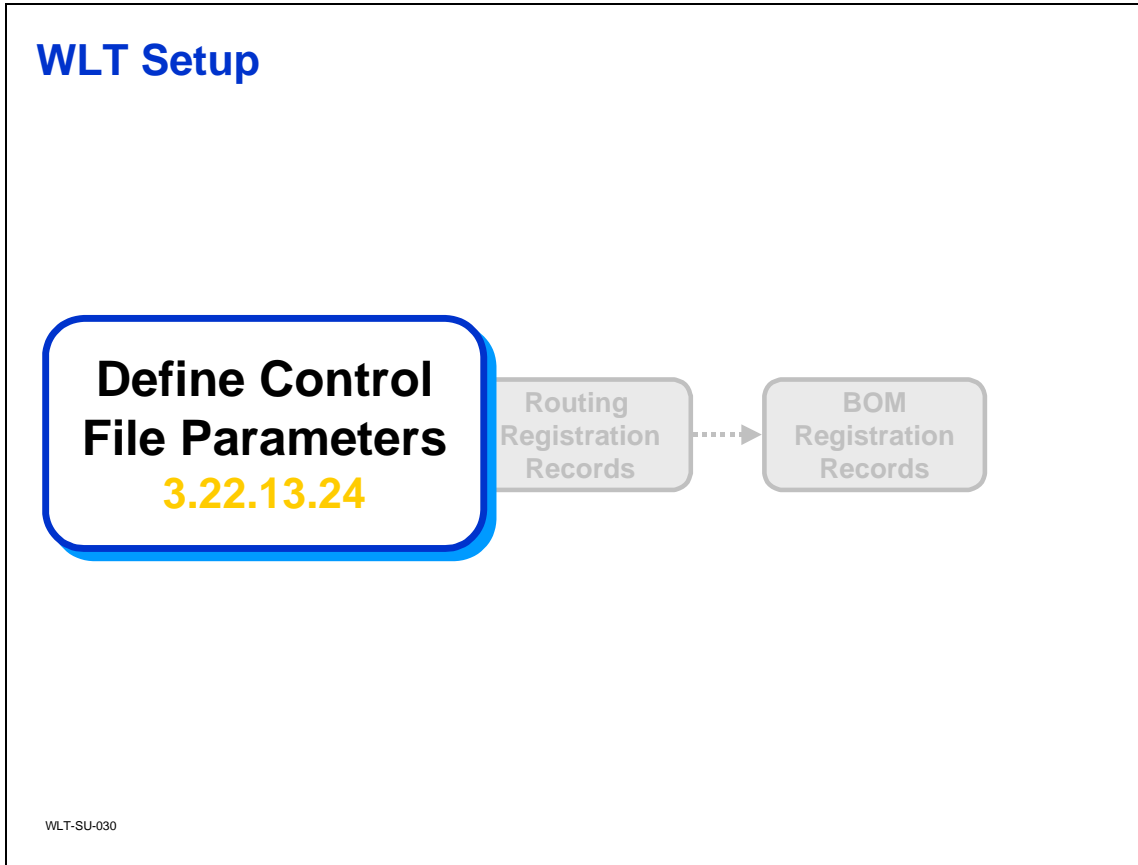 WLT Setup
Define Control
File Parameters
3.22.13.24
Routing
Registration
Records
BOM
Registration
Records
WLT-SU-030